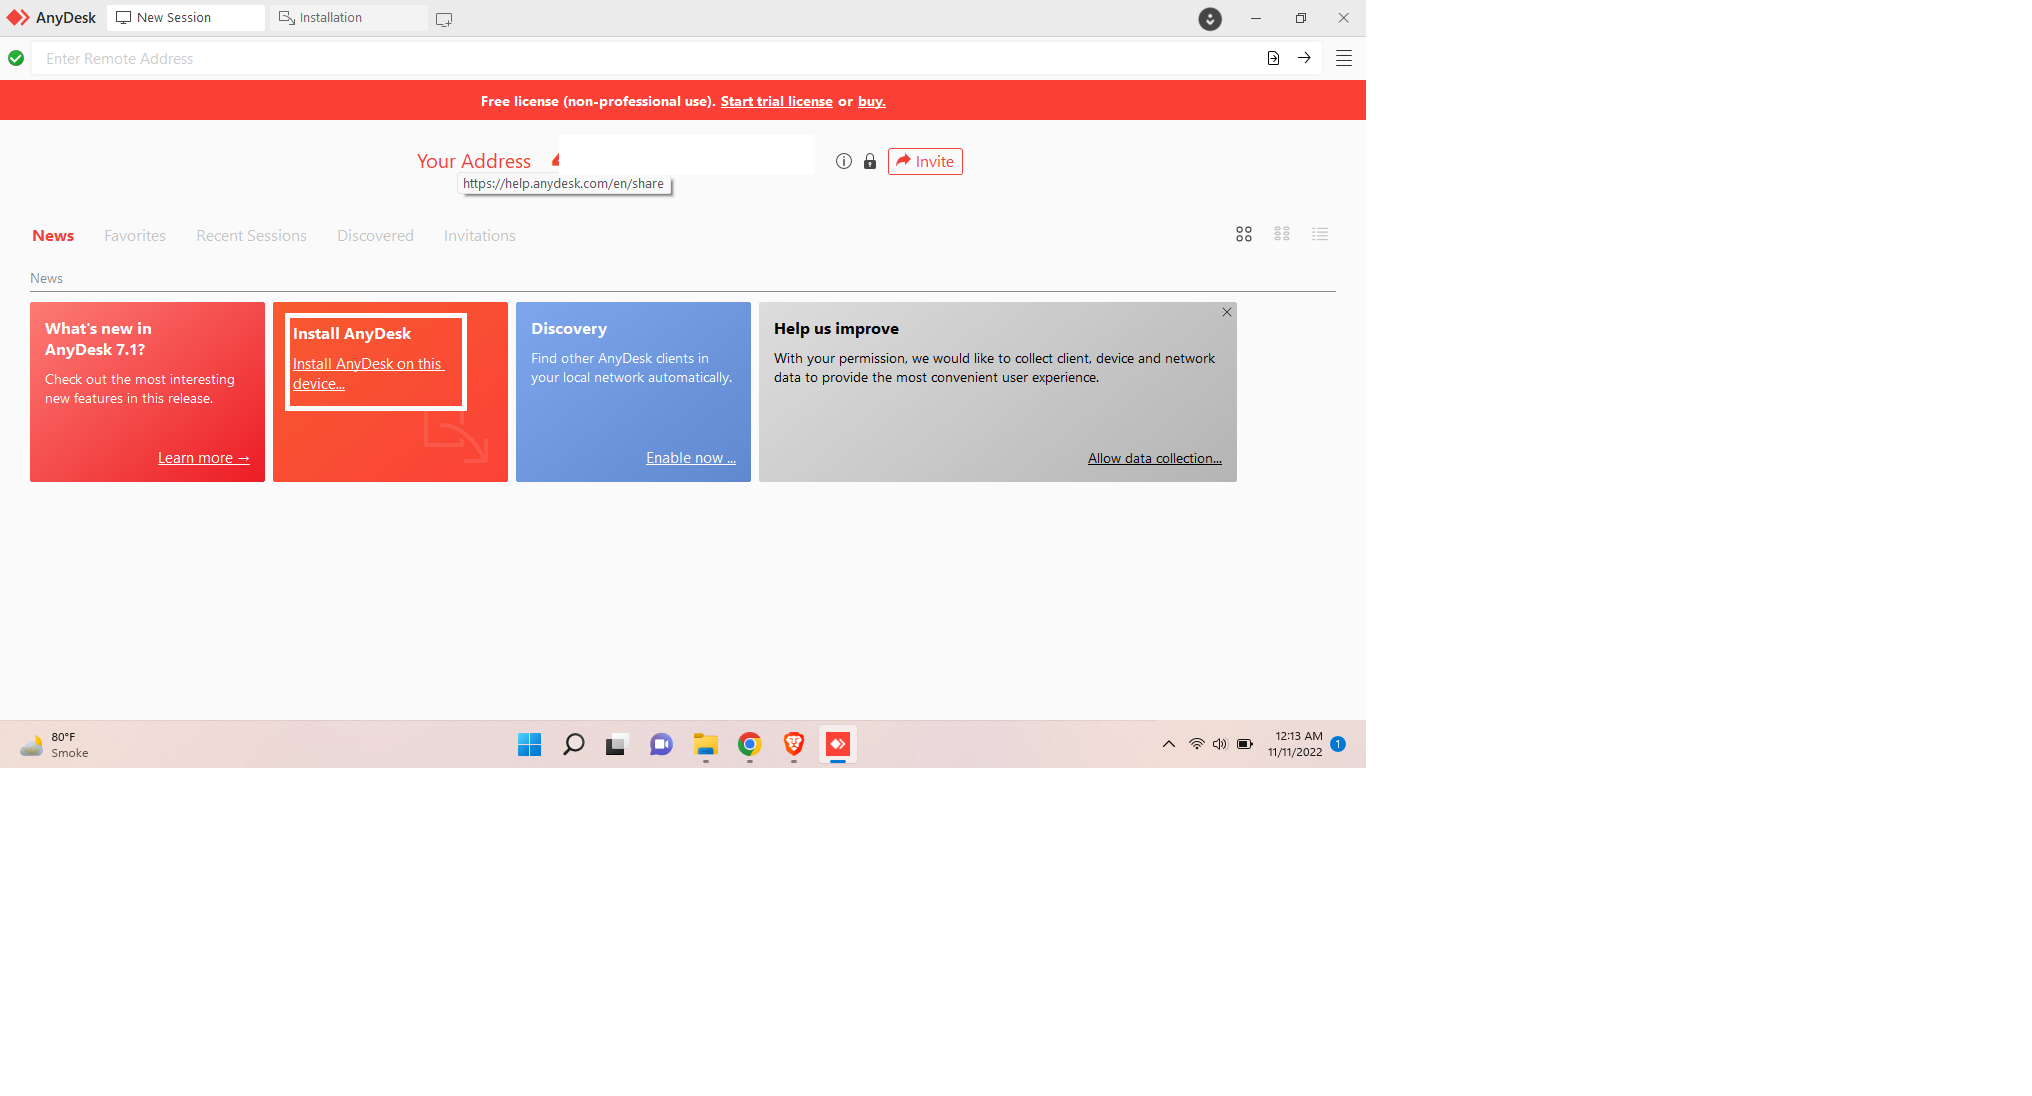 AnyDesk
New Session
Installation
Enter Remote Address
Free license (non-professional use). Start trial license or buy.
Your Address
Invite
https://help.anydesk.com/en/share
News
Favorites
Recent Sessions
Discovered
Invitations
News
What's new in
AnyDesk 7.1?
Check out the most interesting
new features in this release.
Learn more →
Install AnyDesk
Install AnyDesk on this
device...
Discovery
Find other AnyDesk clients in
your local network automatically.
Enable now ...
Help us improve
With your permission, we would like to collect client, device and network
data to provide the most convenient user experience.
Allow data collection...
80°F
Smoke
12:13 AM
11/11/2022
1